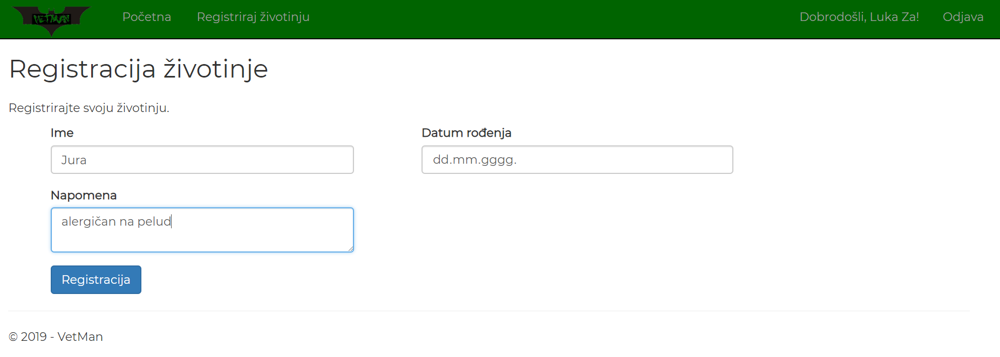 VETMAN
Početna Registriraj životinju Dobrodošli, Luka Za! Odjava
Registracija životinje
Registrirajte svoju životinju.
Ime Datum rođenja
Jura dd.mm.gggg.
Napomena
alergičan na pelud
Registracija
© 2019 - VetMan